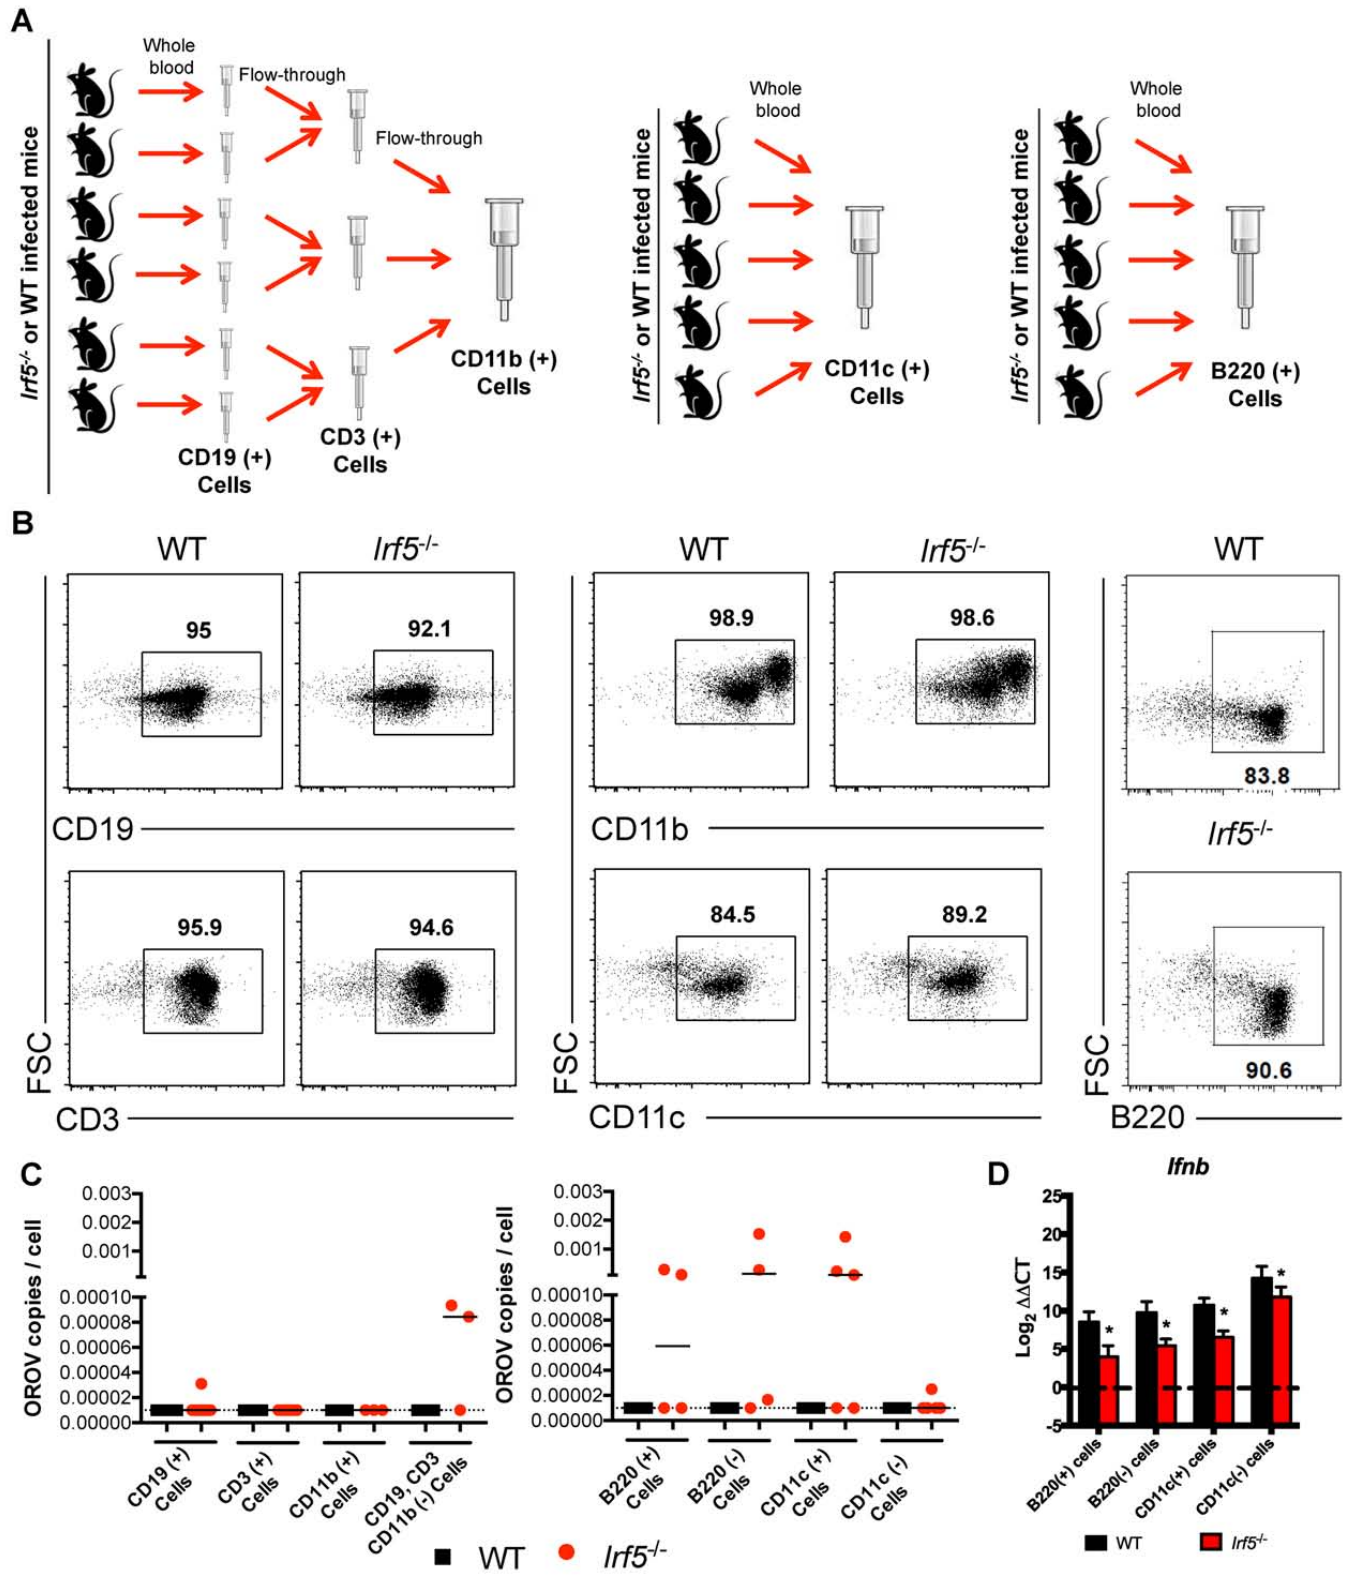 A
Whole
blood
Flow-through
Flow-through
Irf5-/- or WT infected mice
CD19 (+)
Cells
CD3 (+)
Cells
CD11b (+)
Cells
Whole
blood
Irf5-/- or WT infected mice
CD11c (+)
Cells
Whole
blood
Irf5-/- or WT infected mice
B220 (+)
Cells
B
WT
Irf5-/-
WT
Irf5-/-
WT
95
92.1
98.9
98.6
83.8
CD19
CD11b
Irf5-/-
95.9
94.6
84.5
89.2
90.6
FSC
FSC
FSC
CD3
CD11c
B220
C
OROV copies / cell
0.003
0.002
0.001
0.00010
0.00008
0.00006
0.00004
0.00002
0.00000
CD19 (+)
Cells
CD3 (+)
Cells
CD11b (+)
Cells
CD19, CD3
CD11b (-) Cells
OROV copies / cell
0.003
0.002
0.001
0.00010
0.00008
0.00006
0.00004
0.00002
0.00000
B220 (+)
Cells
B220 (-)
Cells
CD11c (+)
Cells
CD11c (-)
Cells
WT
Irf5-/-
D
Ifnb
Log2 ΔΔCT
25
20
15
10
5
0
-5
*
*
*
*
B220(+) cells
B220(-) cells
CD11c(+) cells
CD11c(-) cells
WT
Irf5-/-